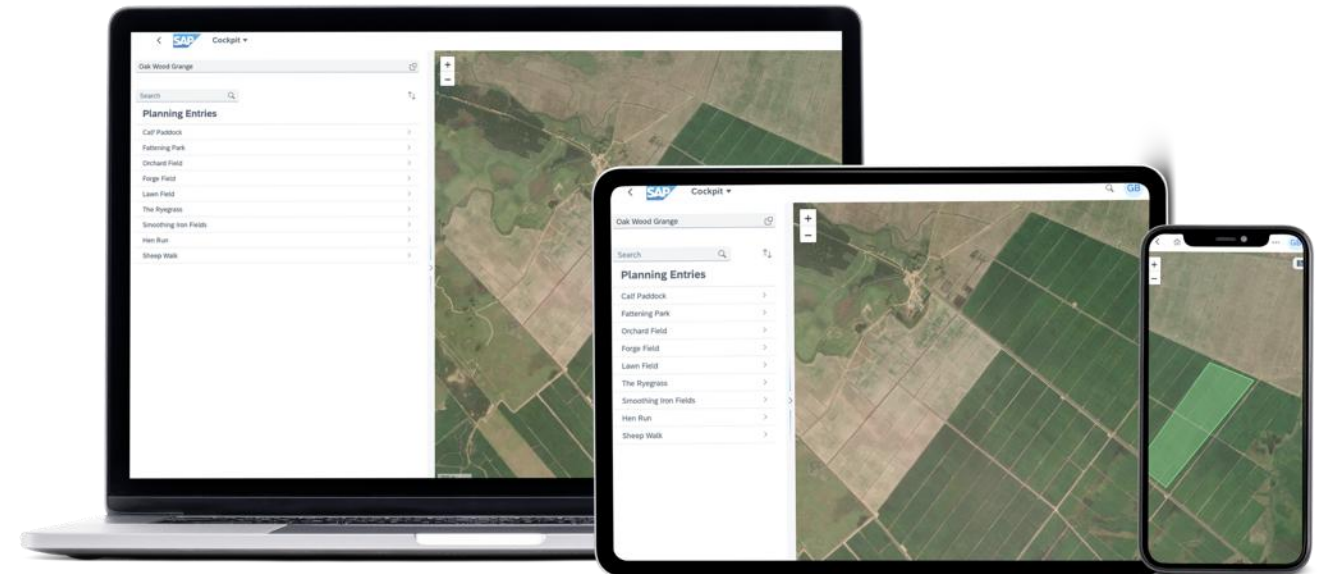 SAP Cockpit
Oak Wood Grange
Search
Planning Entries
Calf Paddock
Fattening Park
Orchard Field
Forge Field
Lawn Field
The Ryegrass
Smoothing Iron Fields
Hen Run
Sheep Walk
+
−
SAP Cockpit
GB
Oak Wood Grange
Search
Planning Entries
Calf Paddock
Fattening Park
Orchard Field
Forge Field
Lawn Field
The Ryegrass
Smoothing Iron Fields
Hen Run
Sheep Walk
+
−
GB
+
−